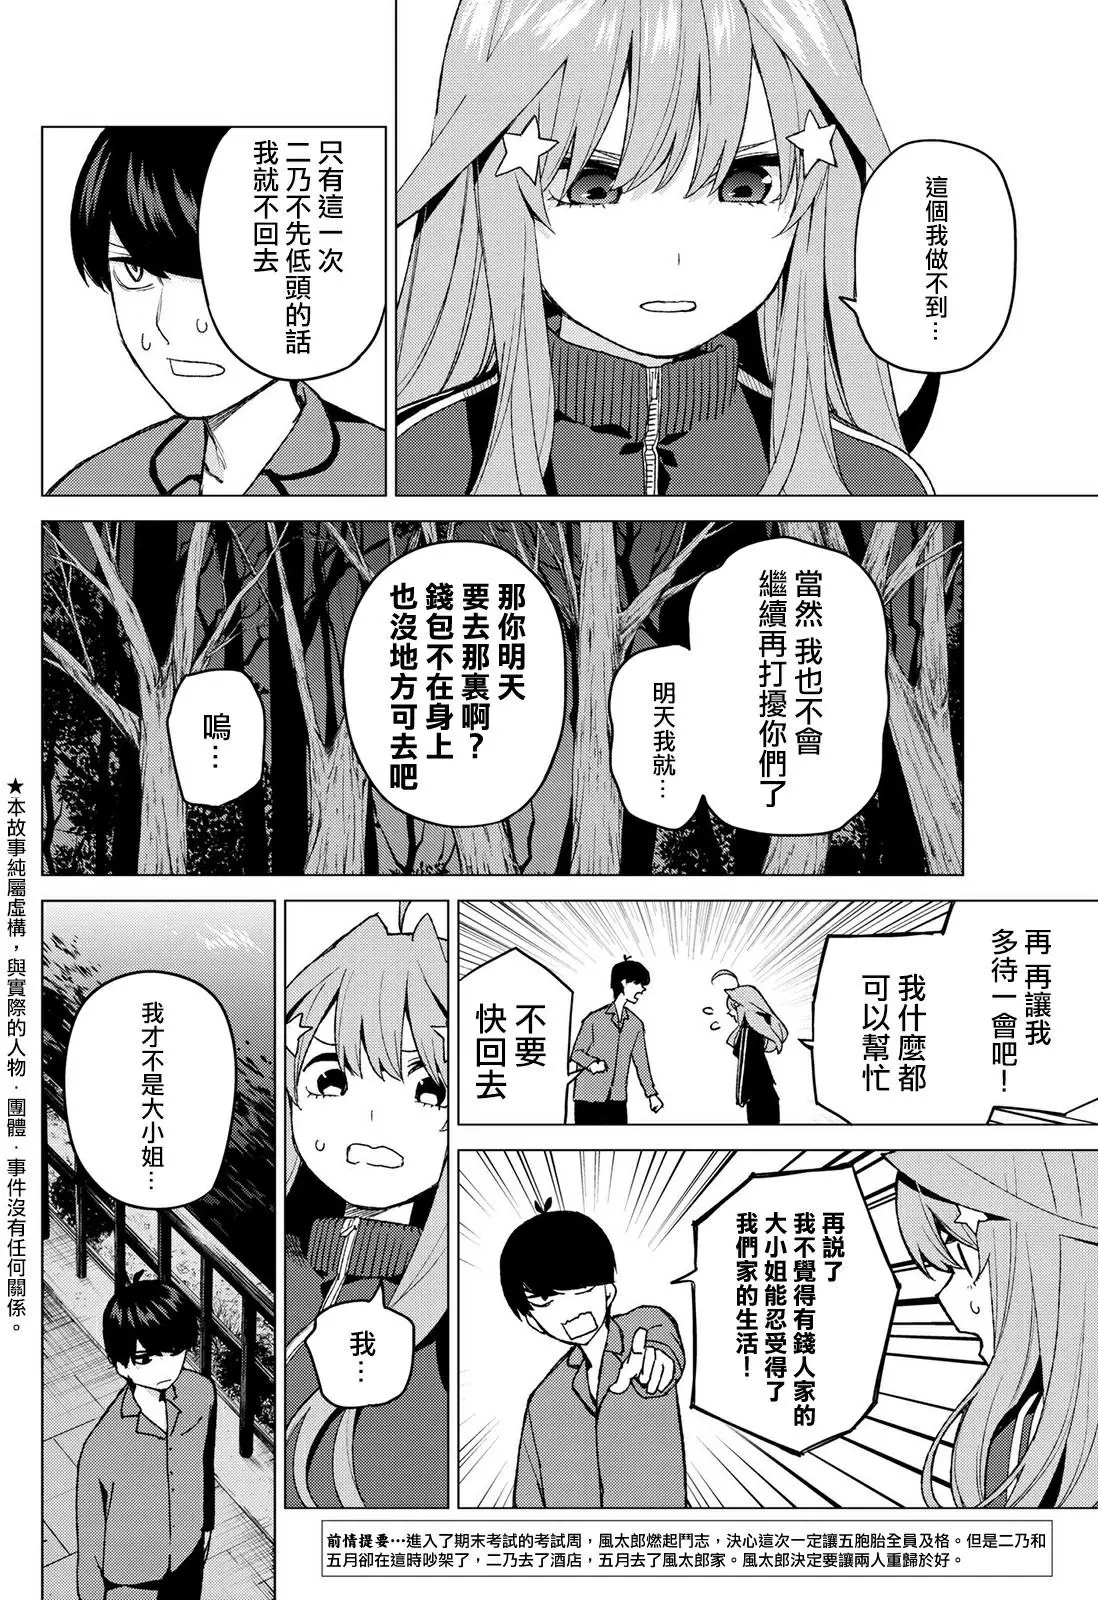 這個我做不到…
只有這一次
二乃不先低頭的話
我就不回去
當然 我也不會
繼續再打擾你們了
明天我就…
那你明天
要去那裏啊?
錢包不在身上
也沒地方可去吧
嗚…
再 再讓我
多待一會吧!
我什麼都
可以幫忙
不要
快回去
再説了
我不覺得有錢人家的
大小姐能忍受得了
我們家的生活!
我…
我才不是大小姐…
★本故事純屬虛構,與實際的人物.團體.事件沒有任何關係。
前情提要…進入了期末考試的考試周,風太郎燃起鬥志,決心這次一定讓五胞胎全員及格。但是二乃和
五月卻在這時吵架了,二乃去了酒店,五月去了風太郎家。風太郎決定要讓兩人重歸於好。